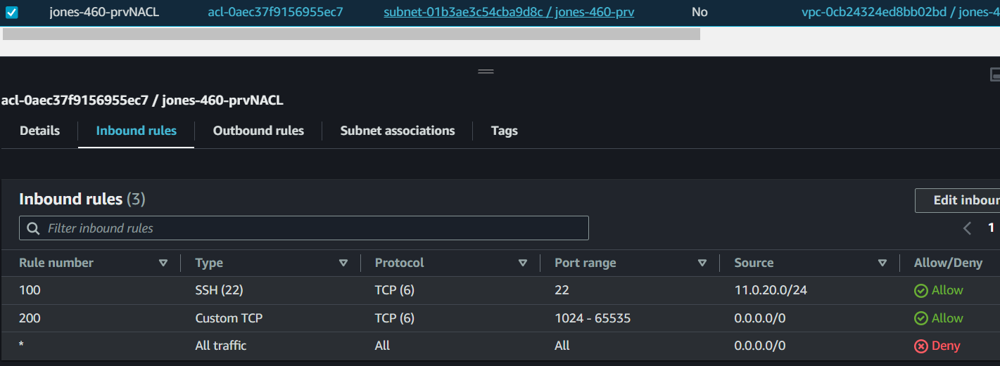 jones-460-prvNACL acl-0aec37f9156955ec7 subnet-01b3ae3c54cba9d8c / jones-460-prv No vpc-0cb24324ed8bb02bd / jones-4
acl-0aec37f9156955ec7 / jones-460-prvNACL
Details Inbound rules Outbound rules Subnet associations Tags
Inbound rules (3)
Edit inboun
Filter inbound rules
1
Rule number Type Protocol Port range Source Allow/Deny
100 SSH (22) TCP (6) 22 11.0.20.0/24 Allow
200 Custom TCP TCP (6) 1024 - 65535 0.0.0.0/0 Allow
* All traffic All All 0.0.0.0/0 Deny